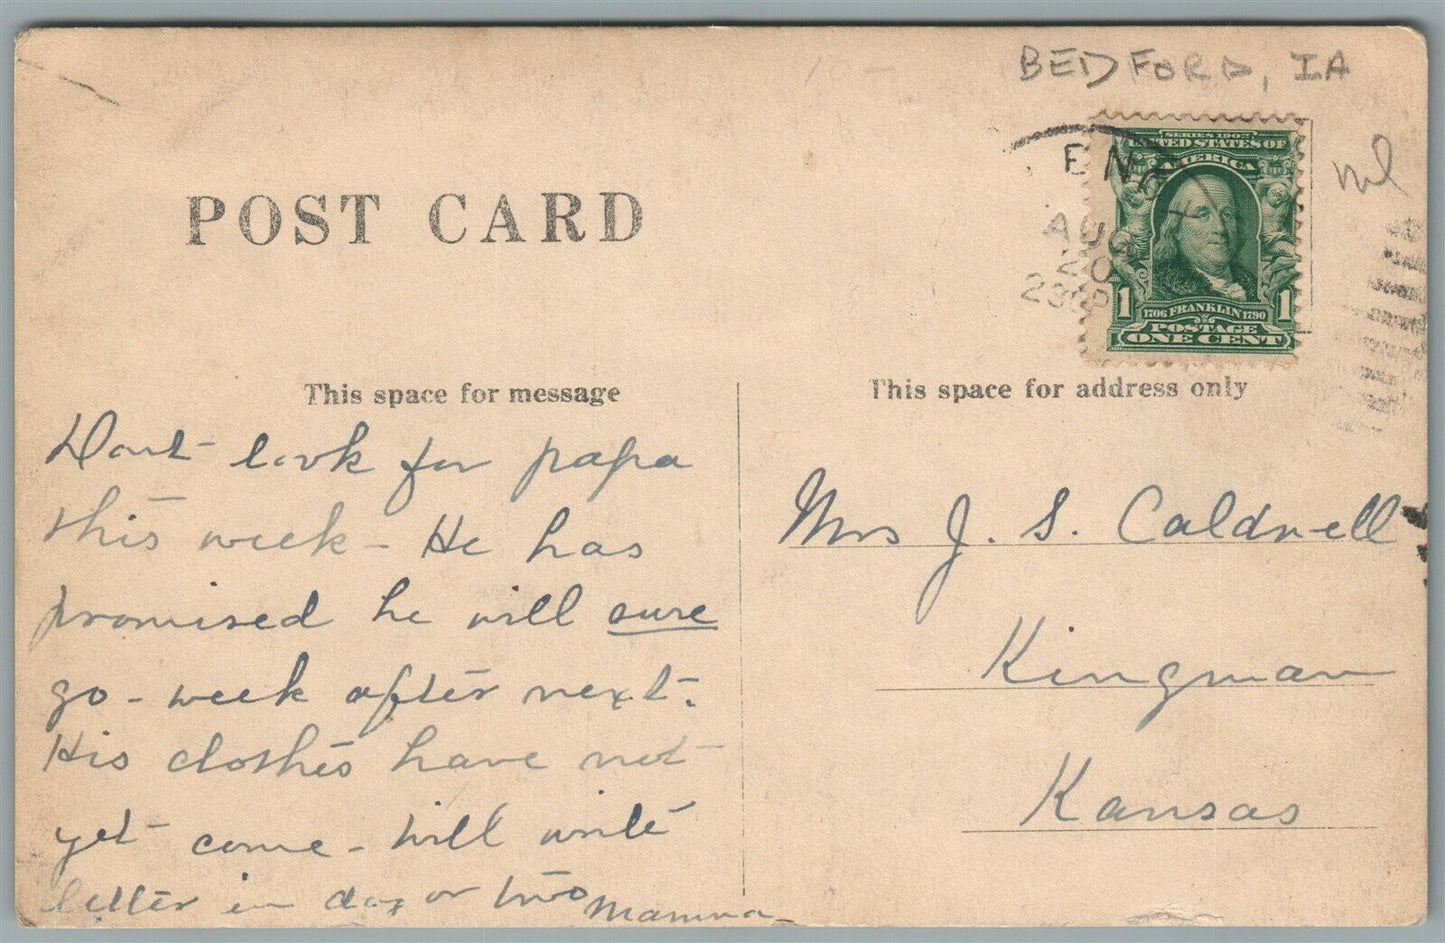 BEDFORD, IA
SERIES 1902
UNITED STATES OF
AMERICA
AUG
20
230P
1 1706 FRANKLIN 1790 1
POSTAGE
ONE CENT
POST CARD
This space for message
Dont look for papa
this week - He has
promised he will sure
go - week after next.
His clothes have not
yet come - will write
letter in day or two Mamma -
This space for address only
Mrs J. S. Caldwell
Kingman
Kansas